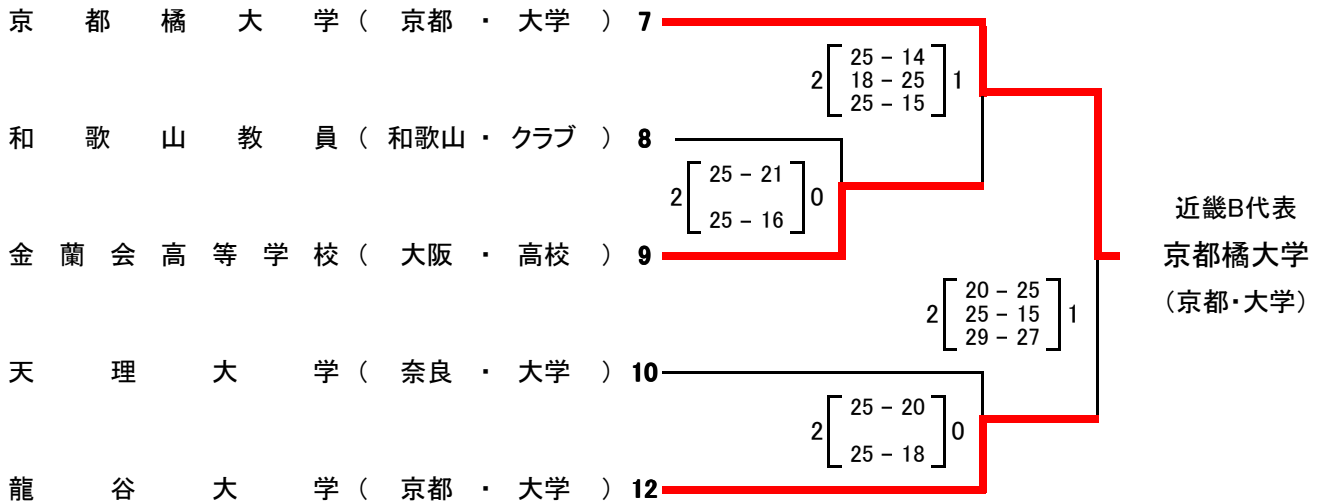 京都橘大学（京都・大学）7
2 25－14 1
18－25
25－15
和歌山教員（和歌山・クラブ）8
2 25－21 0
25－16
近畿B代表
金蘭会高等学校（大阪・高校）9
京都橘大学
（京都・大学）
2 20－25 1
25－15
29－27
天理大学（奈良・大学）10
2 25－20 0
25－18
龍谷大学（京都・大学）12